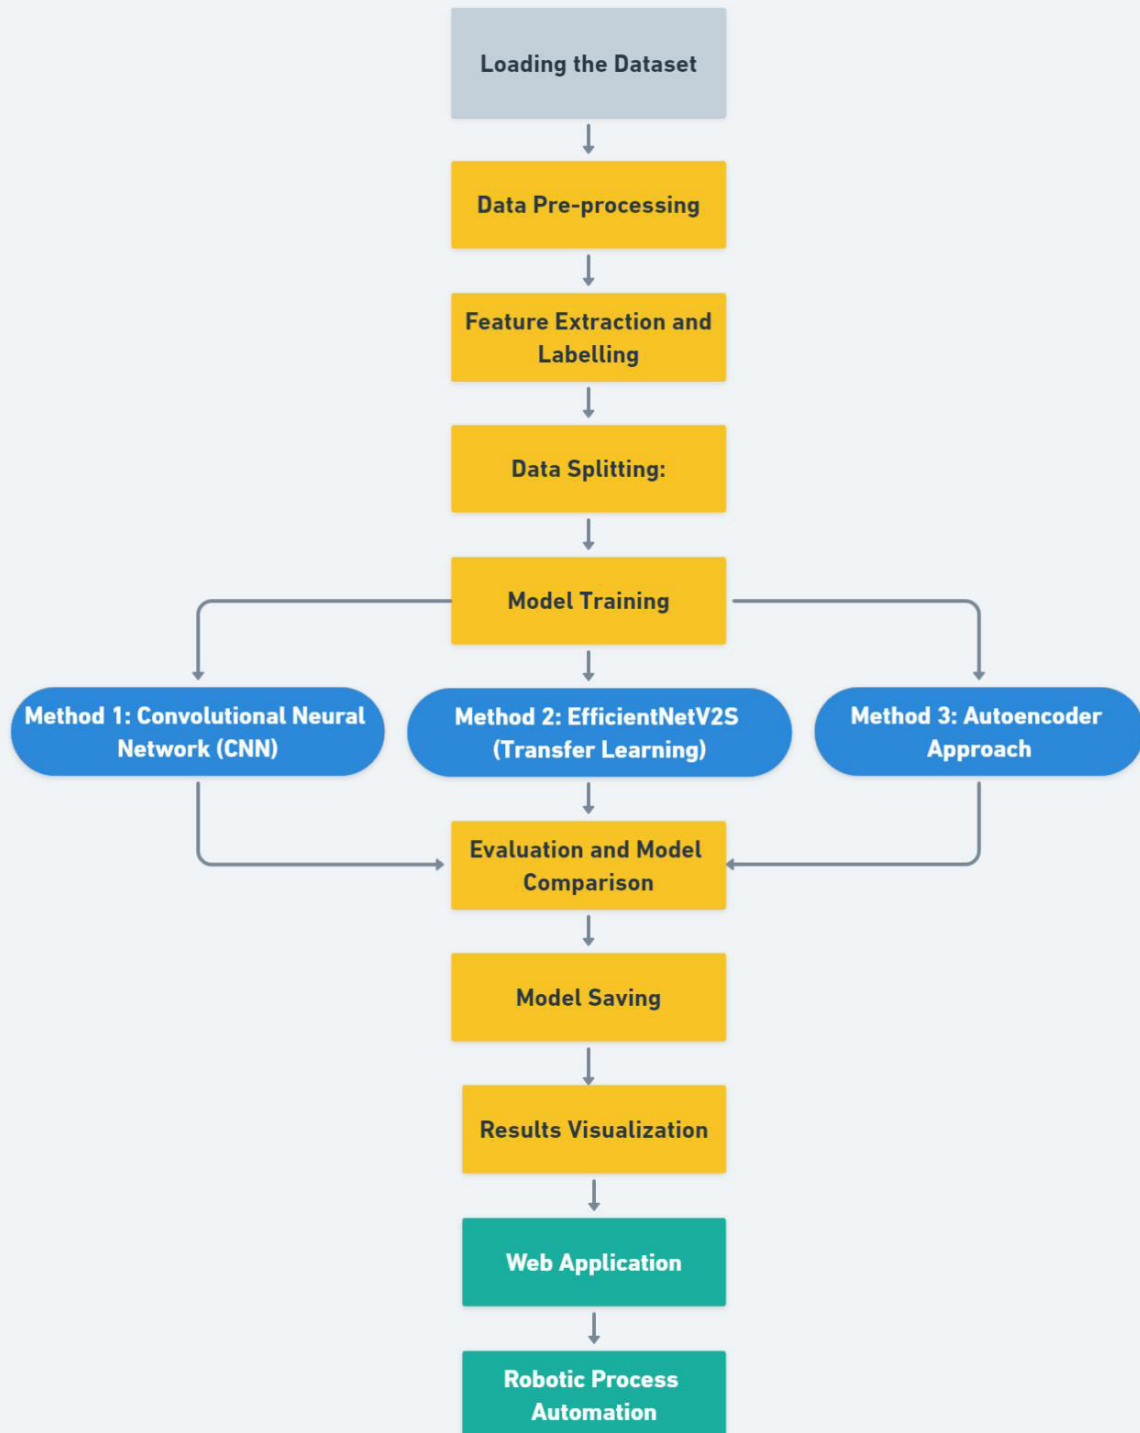 Loading the Dataset
Data Pre-processing
Feature Extraction and
Labelling
Data Splitting:
Model Training
Method 1: Convolutional Neural
Network (CNN)
Method 2: EfficientNetV2S
(Transfer Learning)
Method 3: Autoencoder
Approach
Evaluation and Model
Comparison
Model Saving
Results Visualization
Web Application
Robotic Process
Automation